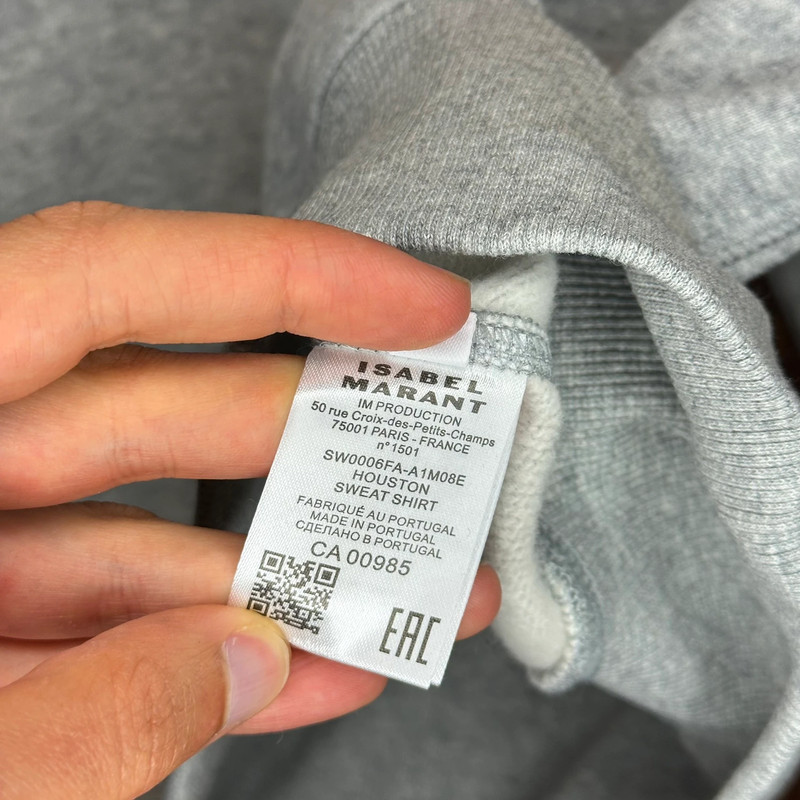 ISABEL
MARANT
IM PRODUCTION
50 rue Croix-des-Petits-Champs
75001 PARIS - FRANCE
n°1501
SW0006FA-A1M08E
HOUSTON
SWEAT SHIRT
FABRIQUÉ AU PORTUGAL
MADE IN PORTUGAL
СДЕЛАНО В PORTUGAL
CA 00985
EAC